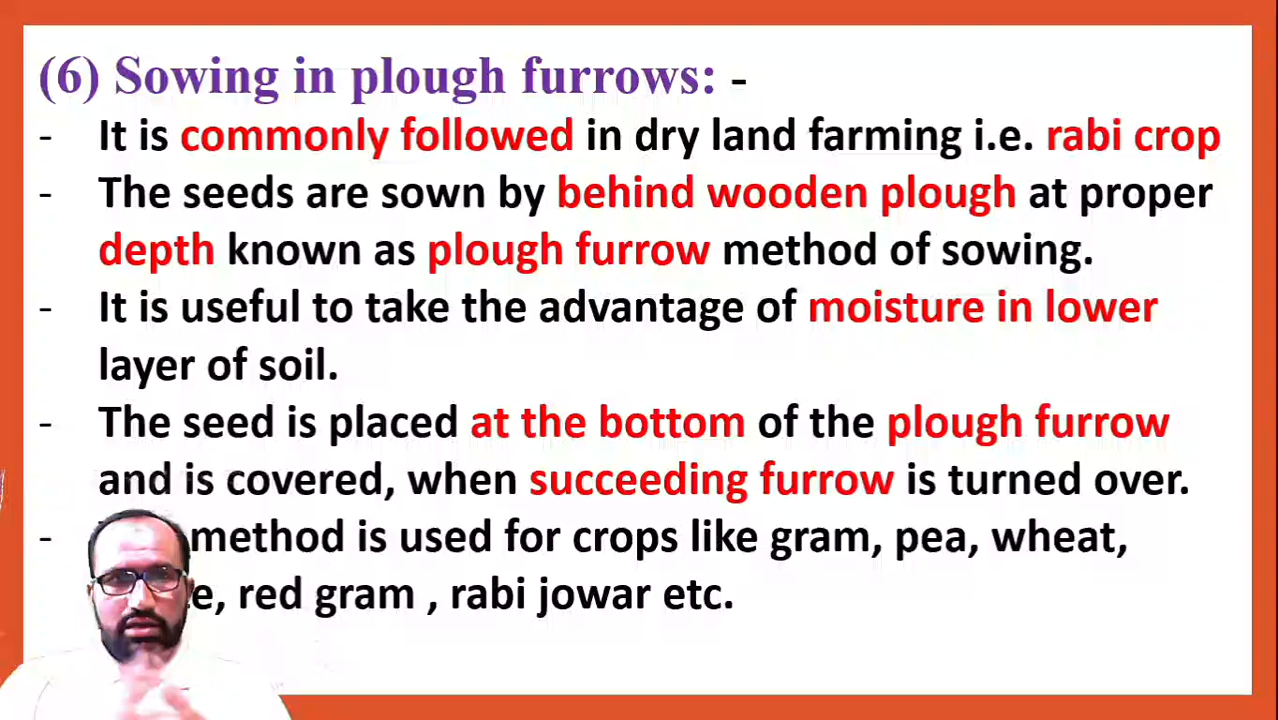 (6) Sowing in plough furrows: -
- It is commonly followed in dry land farming i.e. rabi crop
- The seeds are sown by behind wooden plough at proper
depth known as plough furrow method of sowing.
- It is useful to take the advantage of moisture in lower
layer of soil.
- The seed is placed at the bottom of the plough furrow
and is covered, when succeeding furrow is turned over.
- method is used for crops like gram, pea, wheat,
red gram , rabi jowar etc.